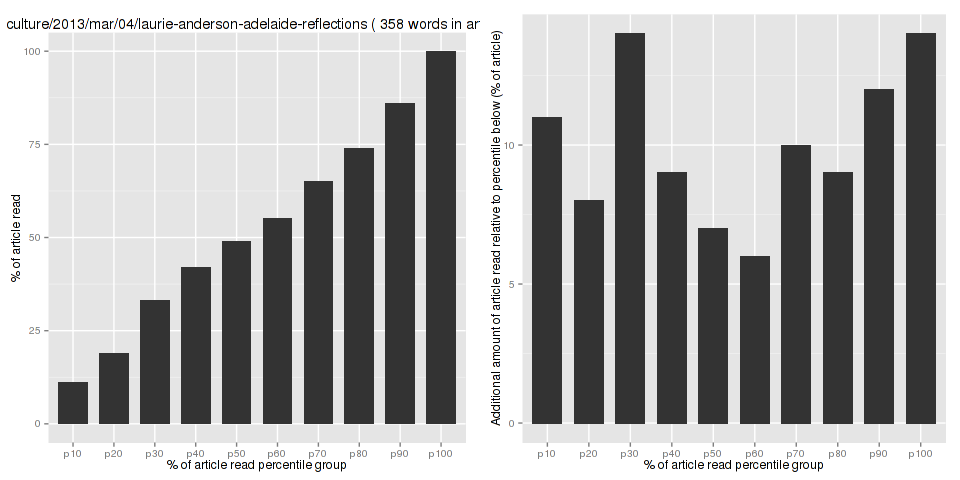 culture/2013/mar/04/laurie-anderson-adelaide-reflections ( 358 words in ar
100
75
50
25
0
% of article read
p10 p20 p30 p40 p50 p60 p70 p80 p90 p100
% of article read percentile group
Additional amount of article read relative to percentile below (% of article)
10
5
0
p10 p20 p30 p40 p50 p60 p70 p80 p90 p100
% of article read percentile group